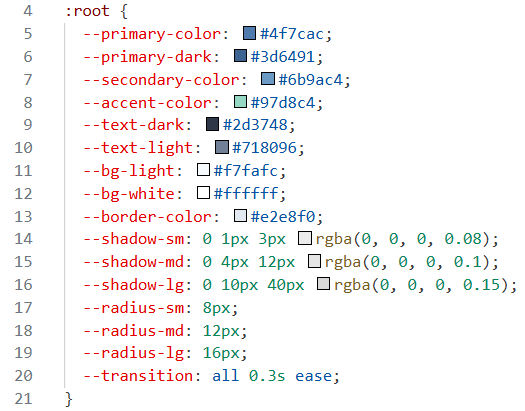 4 :root {
5 --primary-color: #4f7cac;
6 --primary-dark: #3d6491;
7 --secondary-color: #6b9ac4;
8 --accent-color: #97d8c4;
9 --text-dark: #2d3748;
10 --text-light: #718096;
11 --bg-light: #f7fafc;
12 --bg-white: #ffffff;
13 --border-color: #e2e8f0;
14 --shadow-sm: 0 1px 3px rgba(0, 0, 0, 0.08);
15 --shadow-md: 0 4px 12px rgba(0, 0, 0, 0.1);
16 --shadow-lg: 0 10px 40px rgba(0, 0, 0, 0.15);
17 --radius-sm: 8px;
18 --radius-md: 12px;
19 --radius-lg: 16px;
20 --transition: all 0.3s ease;
21 }